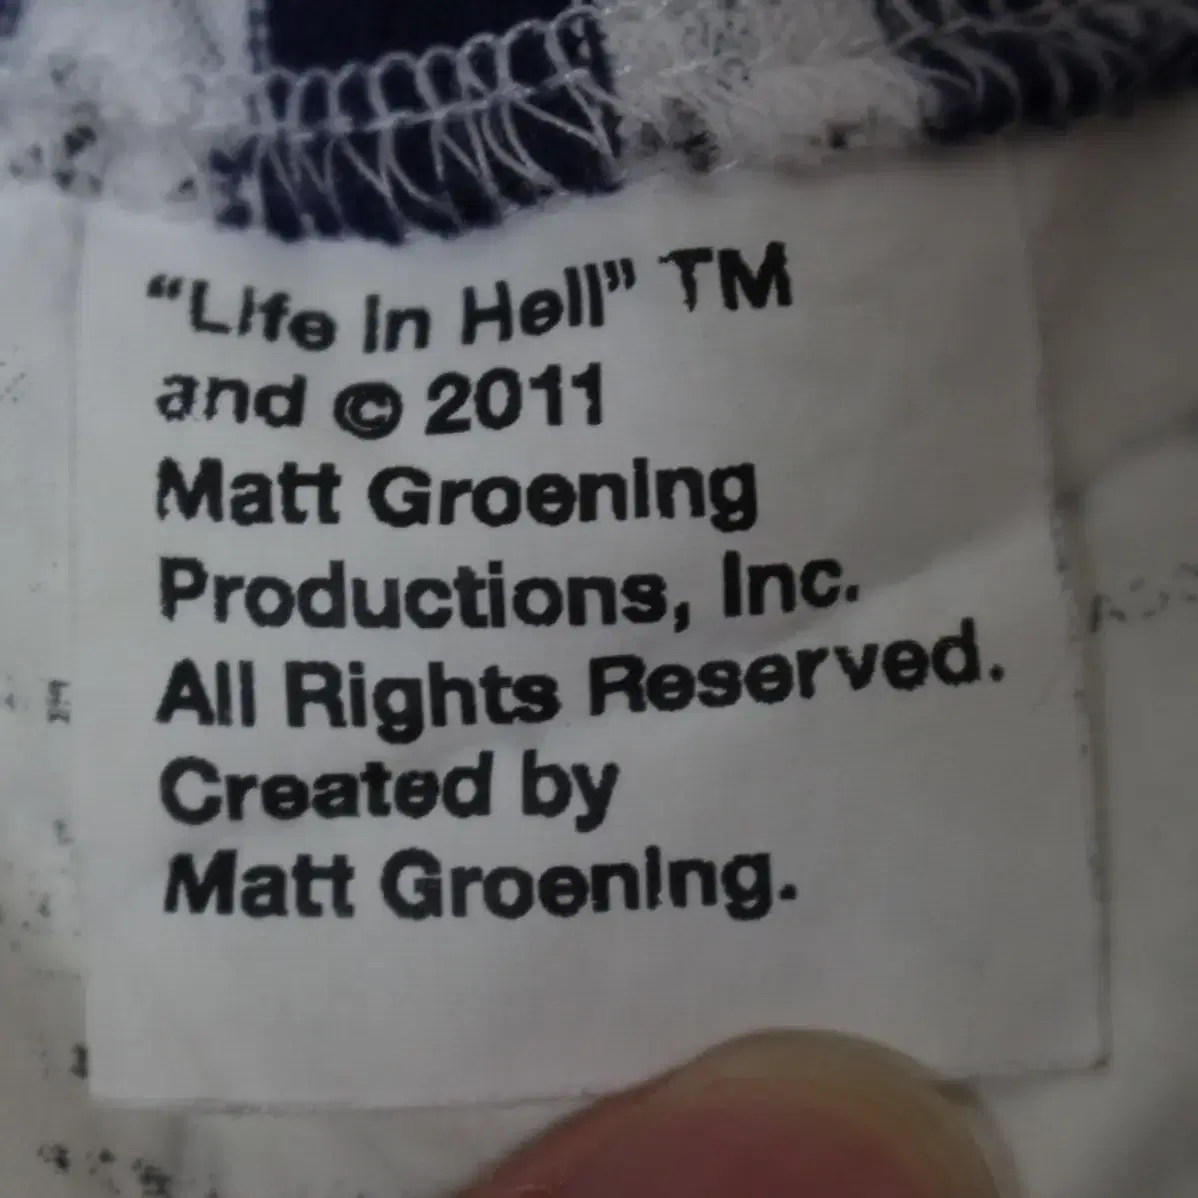 “Life In Hell” TM
and © 2011
Matt Groening
Productions, Inc.
All Rights Reserved.
Created by
Matt Groening.